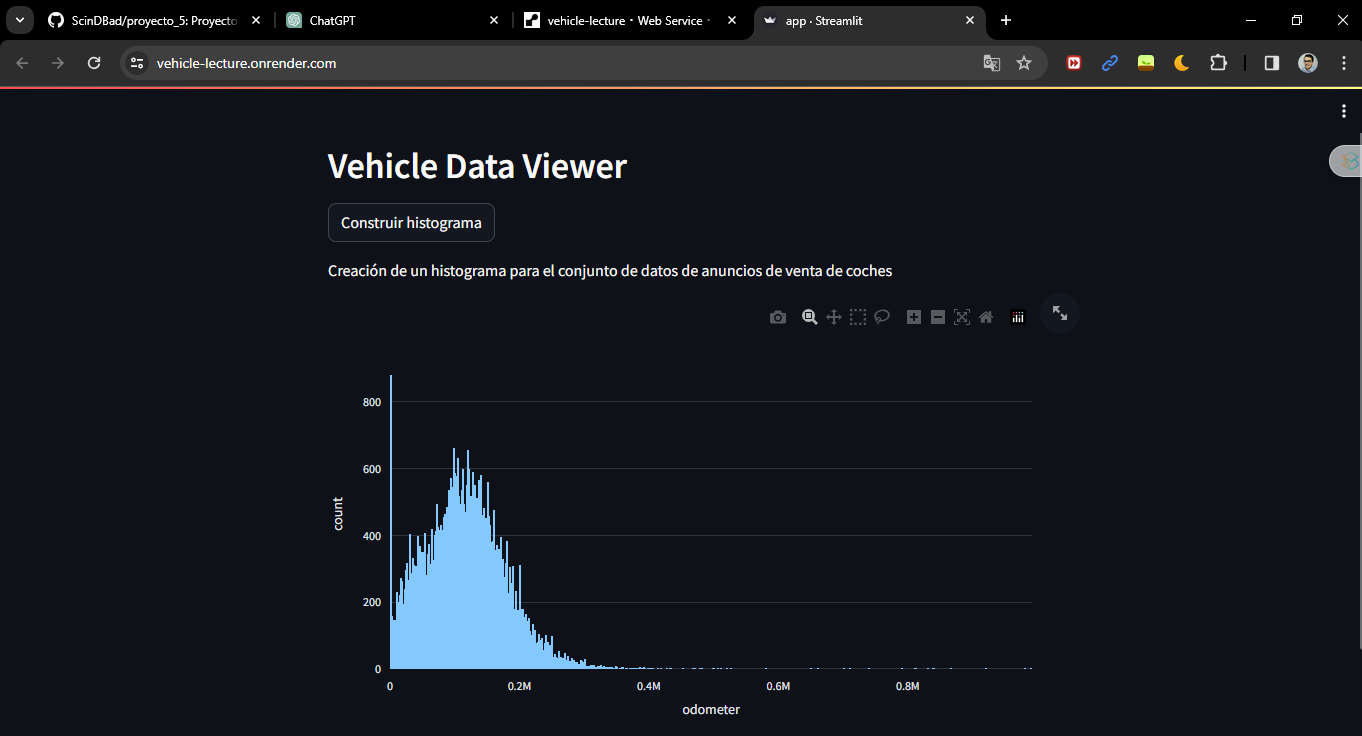 ScinDBad/proyecto_5: Proyecto
ChatGPT
vehicle-lecture · Web Service ·
app · Streamlit
vehicle-lecture.onrender.com
Vehicle Data Viewer
Construir histograma
Creación de un histograma para el conjunto de datos de anuncios de venta de coches
800
600
400
200
0
count
0 0.2M 0.4M 0.6M 0.8M
odometer